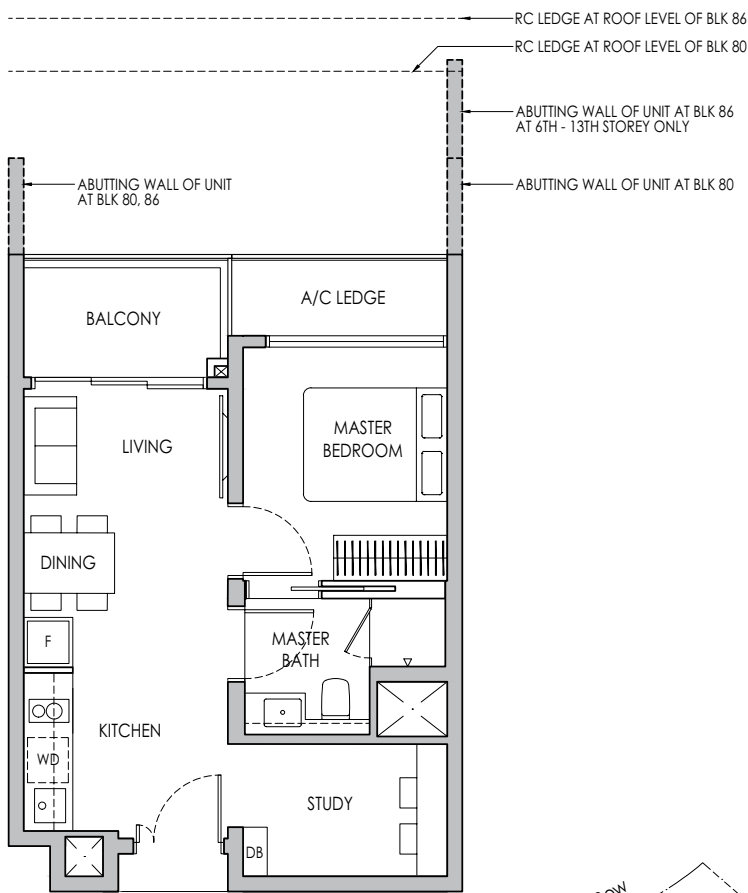 RC LEDGE AT ROOF LEVEL OF BLK 86
RC LEDGE AT ROOF LEVEL OF BLK 80
ABUTTING WALL OF UNIT AT BLK 86
AT 6TH - 13TH STOREY ONLY
ABUTTING WALL OF UNIT
AT BLK 80, 86
ABUTTING WALL OF UNIT AT BLK 80
BALCONY
A/C LEDGE
LIVING
MASTER
BEDROOM
DINING
F
MASTER
BATH
KITCHEN
WD
STUDY
DB